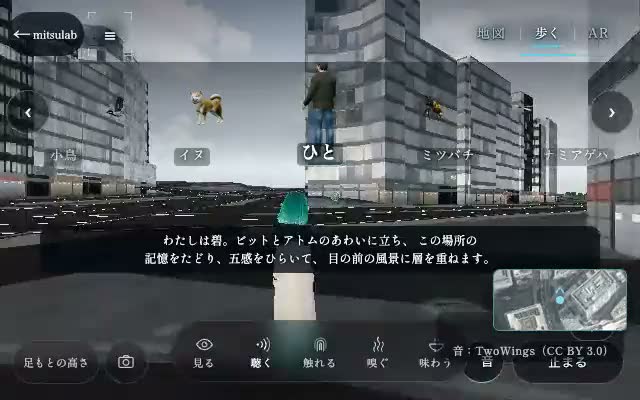 ← mitsulab
地図 歩く AR
小鳥 イヌ ひと ミツバチ ナミアゲハ
わたしは碧。ビットとアトムのあわいに立ち、この場所の
記憶をたどり、五感をひらいて、目の前の風景に層を重ねます。
音：TwoWings（CC BY 3.0）
足もとの高さ 見る 聴く 触れる 嗅ぐ 味わう 音 止まる